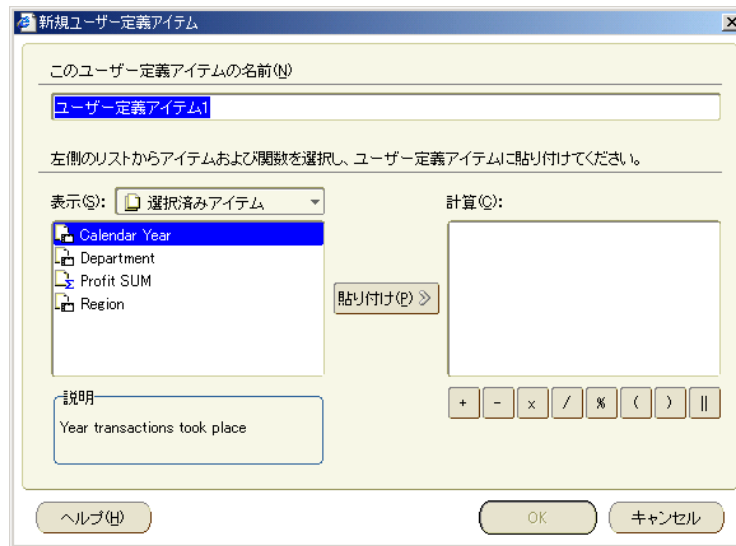 新規ユーザー定義アイテム
このユーザー定義アイテムの名前(N)
ユーザー定義アイテム1
左側のリストからアイテムおよび関数を選択し、ユーザー定義アイテムに貼り付けてください。
表示(S): 選択済みアイテム
計算(C):
Calendar Year
Department
Profit SUM
Region
貼り付け(P)
説明
Year transactions took place
+ - x / % ( ) ||
ヘルプ(H)
OK
キャンセル